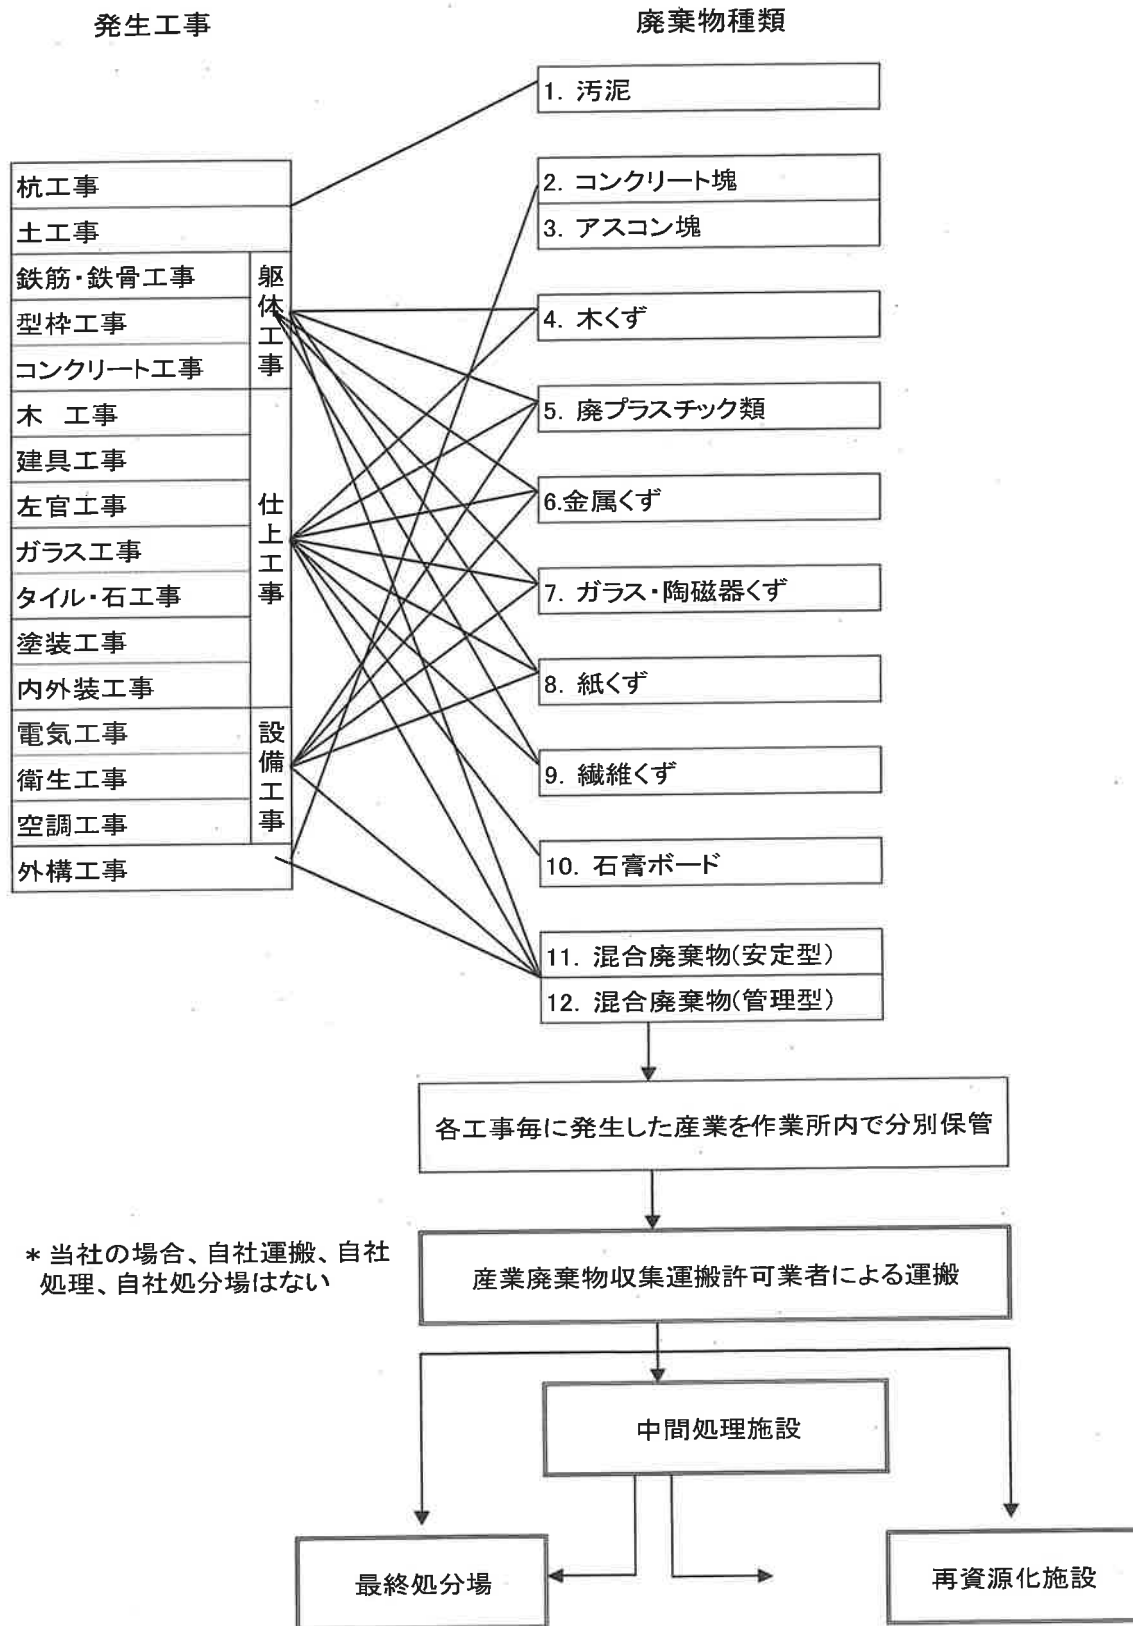 発生工事
廃棄物種類
杭工事
土工事
鉄筋・鉄骨工事
型枠工事
コンクリート工事
躯体工事
木 工事
建具工事
左官工事
ガラス工事
タイル・石工事
塗装工事
内外装工事
仕上工事
電気工事
衛生工事
空調工事
設備工事
外構工事
1. 汚泥
2. コンクリート塊
3. アスコン塊
4. 木くず
5. 廃プラスチック類
6.金属くず
7. ガラス・陶磁器くず
8. 紙くず
9. 繊維くず
10. 石膏ボード
11. 混合廃棄物(安定型)
12. 混合廃棄物(管理型)
各工事毎に発生した産業を作業所内で分別保管
＊当社の場合、自社運搬、自社
処理、自社処分場はない
産業廃棄物収集運搬許可業者による運搬
中間処理施設
最終処分場
再資源化施設